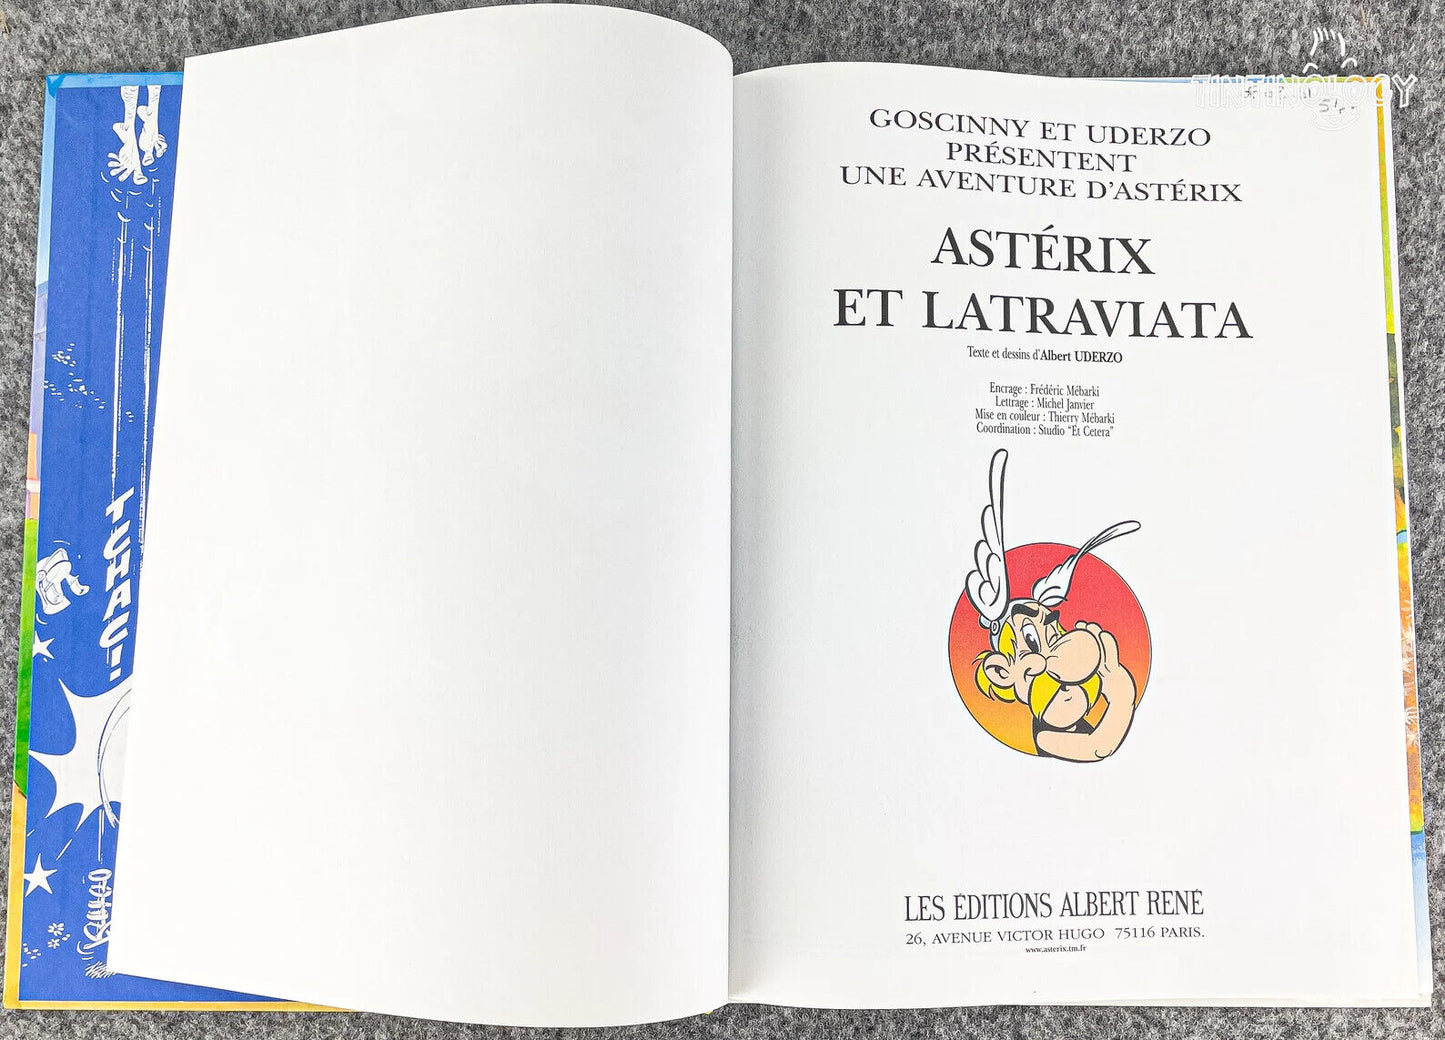 TINTINOLOGY
GOSCINNY ET UDERZO
PRÉSENTENT
UNE AVENTURE D'ASTÉRIX
ASTÉRIX
ET LATRAVIATA
Texte et dessins d'Albert UDERZO
Encrage : Frédéric Mébarki
Lettrage : Michel Janvier
Mise en couleur : Thierry Mébarki
Coordination : Studio "Et Cetera"
TCHAC!
LES ÉDITIONS ALBERT RENÉ
26, AVENUE VICTOR HUGO 75116 PARIS.
www.asterix.tm.fr